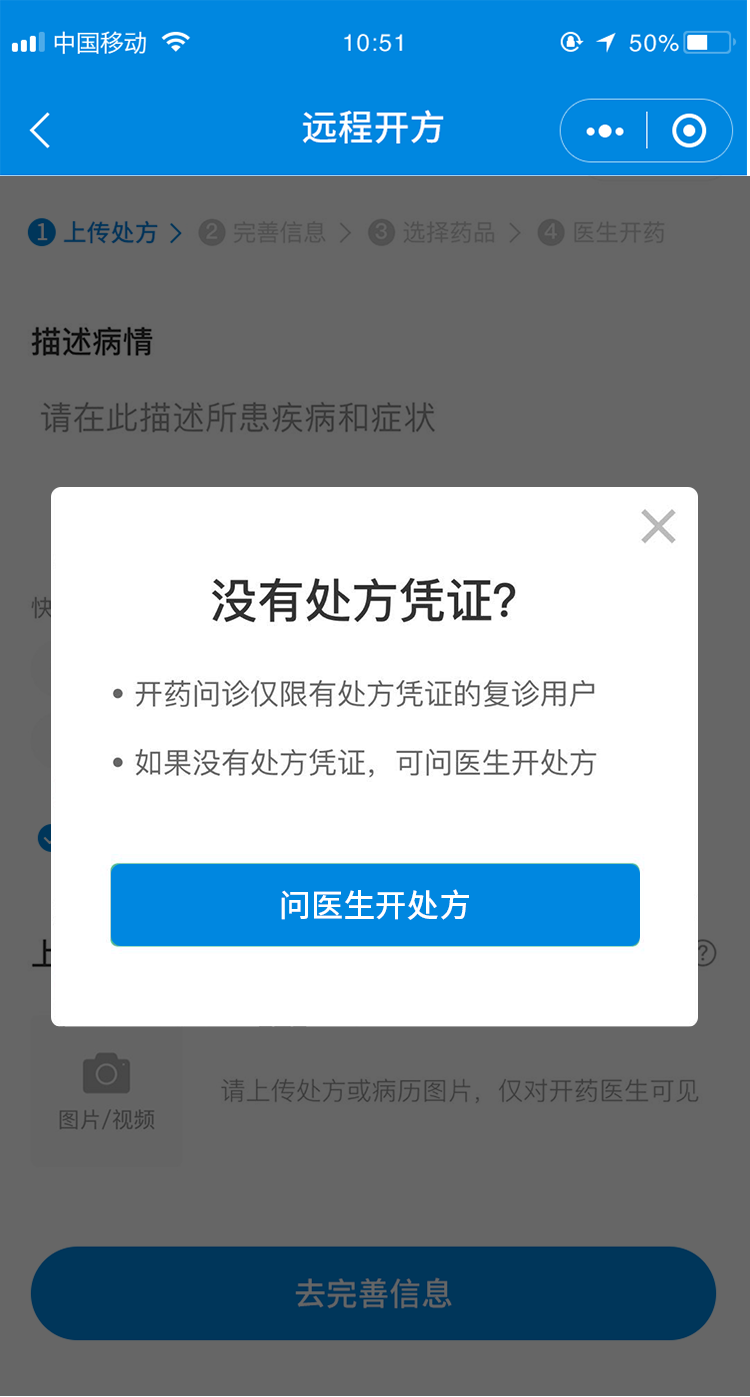 中国移动 10:51 50%
远程开方
1 上传处方 2 完善信息 3 选择药品 4 医生开药
描述病情
请在此描述所患疾病和症状
快
没有处方凭证?
• 开药问诊仅限有处方凭证的复诊用户
• 如果没有处方凭证，可问医生开处方
问医生开处方
上
?
请上传处方或病历图片，仅对开药医生可见
图片/视频
去完善信息